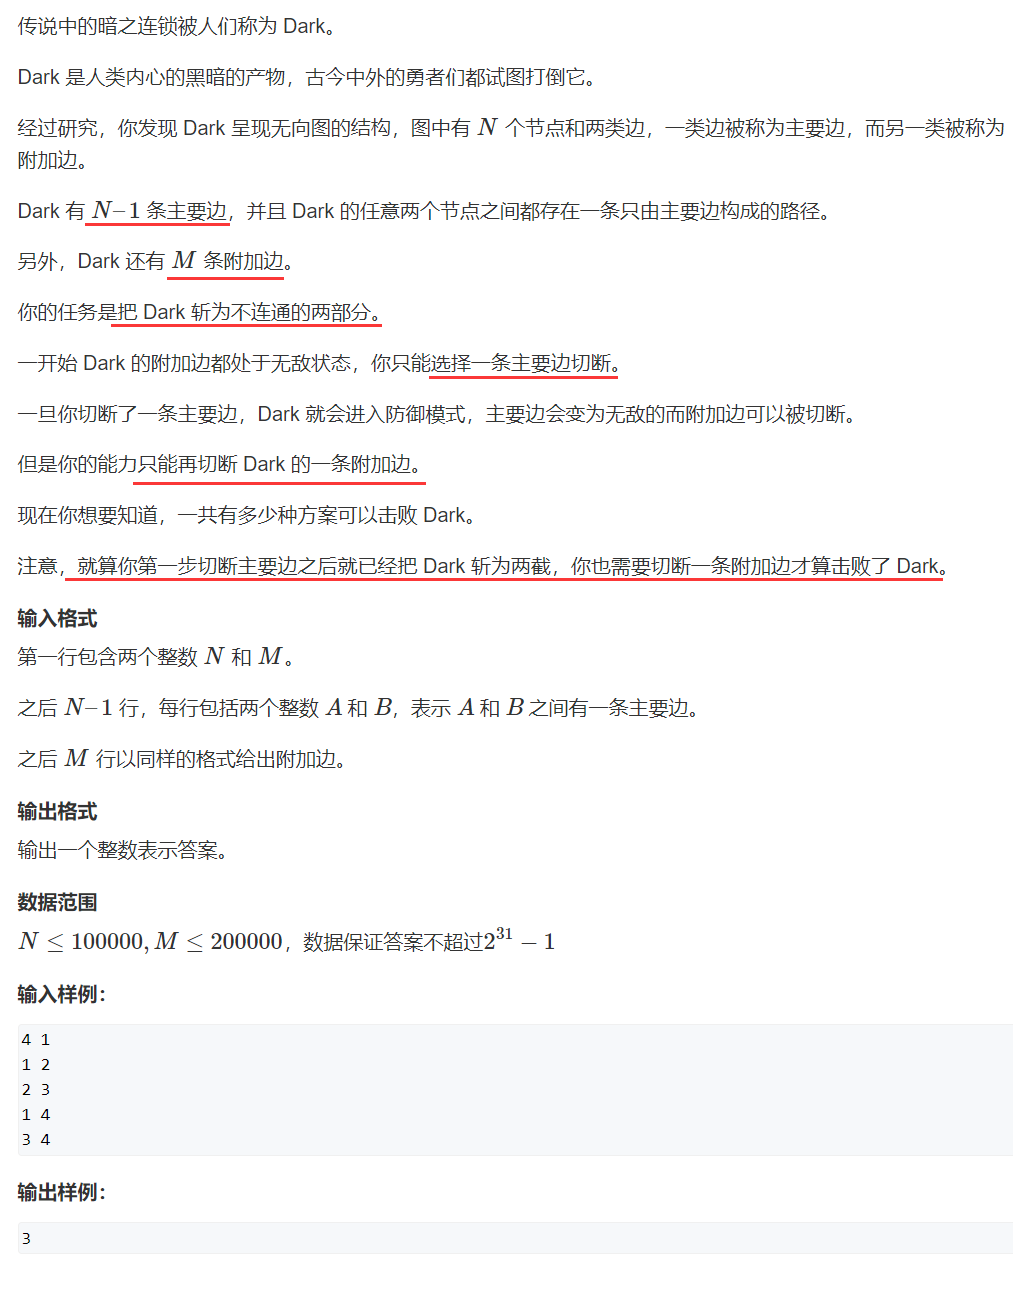 传说中的暗之连锁被人们称为 Dark。
Dark 是人类内心的黑暗的产物，古今中外的勇者们都试图打倒它。
经过研究，你发现 Dark 呈现无向图的结构，图中有 N 个节点和两类边，一类边被称为主要边，而另一类被称为
附加边。
Dark 有 N–1 条主要边，并且 Dark 的任意两个节点之间都存在一条只由主要边构成的路径。
另外，Dark 还有 M 条附加边。
你的任务是把 Dark 斩为不连通的两部分。
一开始 Dark 的附加边都处于无敌状态，你只能选择一条主要边切断。
一旦你切断了一条主要边，Dark 就会进入防御模式，主要边会变为无敌的而附加边可以被切断。
但是你的能力只能再切断 Dark 的一条附加边。
现在你想要知道，一共有多少种方案可以击败 Dark。
注意，就算你第一步切断主要边之后就已经把 Dark 斩为两截，你也需要切断一条附加边才算击败了 Dark。
输入格式
第一行包含两个整数 N 和 M。
之后 N–1 行，每行包括两个整数 A 和 B，表示 A 和 B 之间有一条主要边。
之后 M 行以同样的格式给出附加边。
输出格式
输出一个整数表示答案。
数据范围
N ≤ 100000, M ≤ 200000，数据保证答案不超过2^31 − 1
输入样例：
4 1
1 2
2 3
1 4
3 4
输出样例：
3